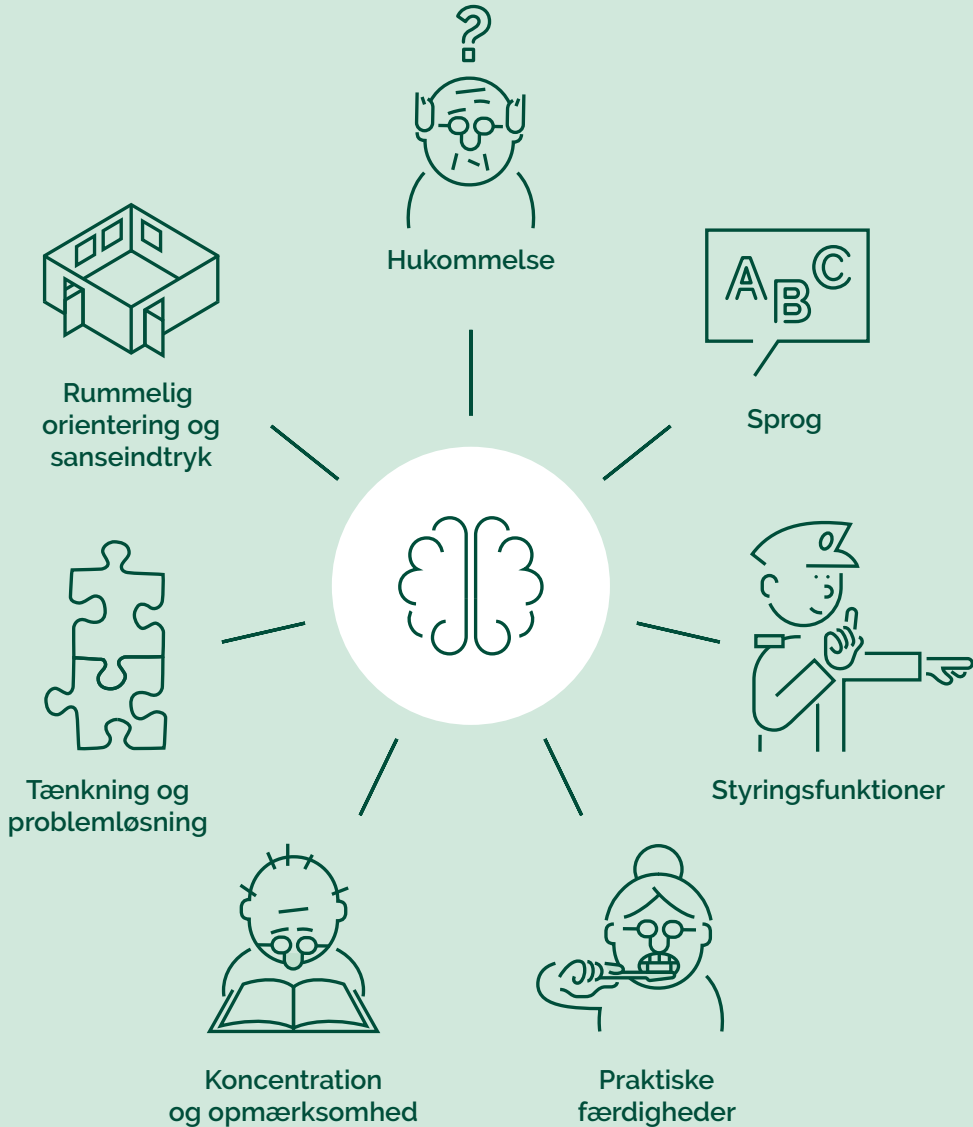 ?
Hukommelse
A B C
Sprog
Styringsfunktioner
Praktiske
færdigheder
Koncentration
og opmærksomhed
Tænkning og
problemløsning
Rummelig
orientering og
sanseindtryk